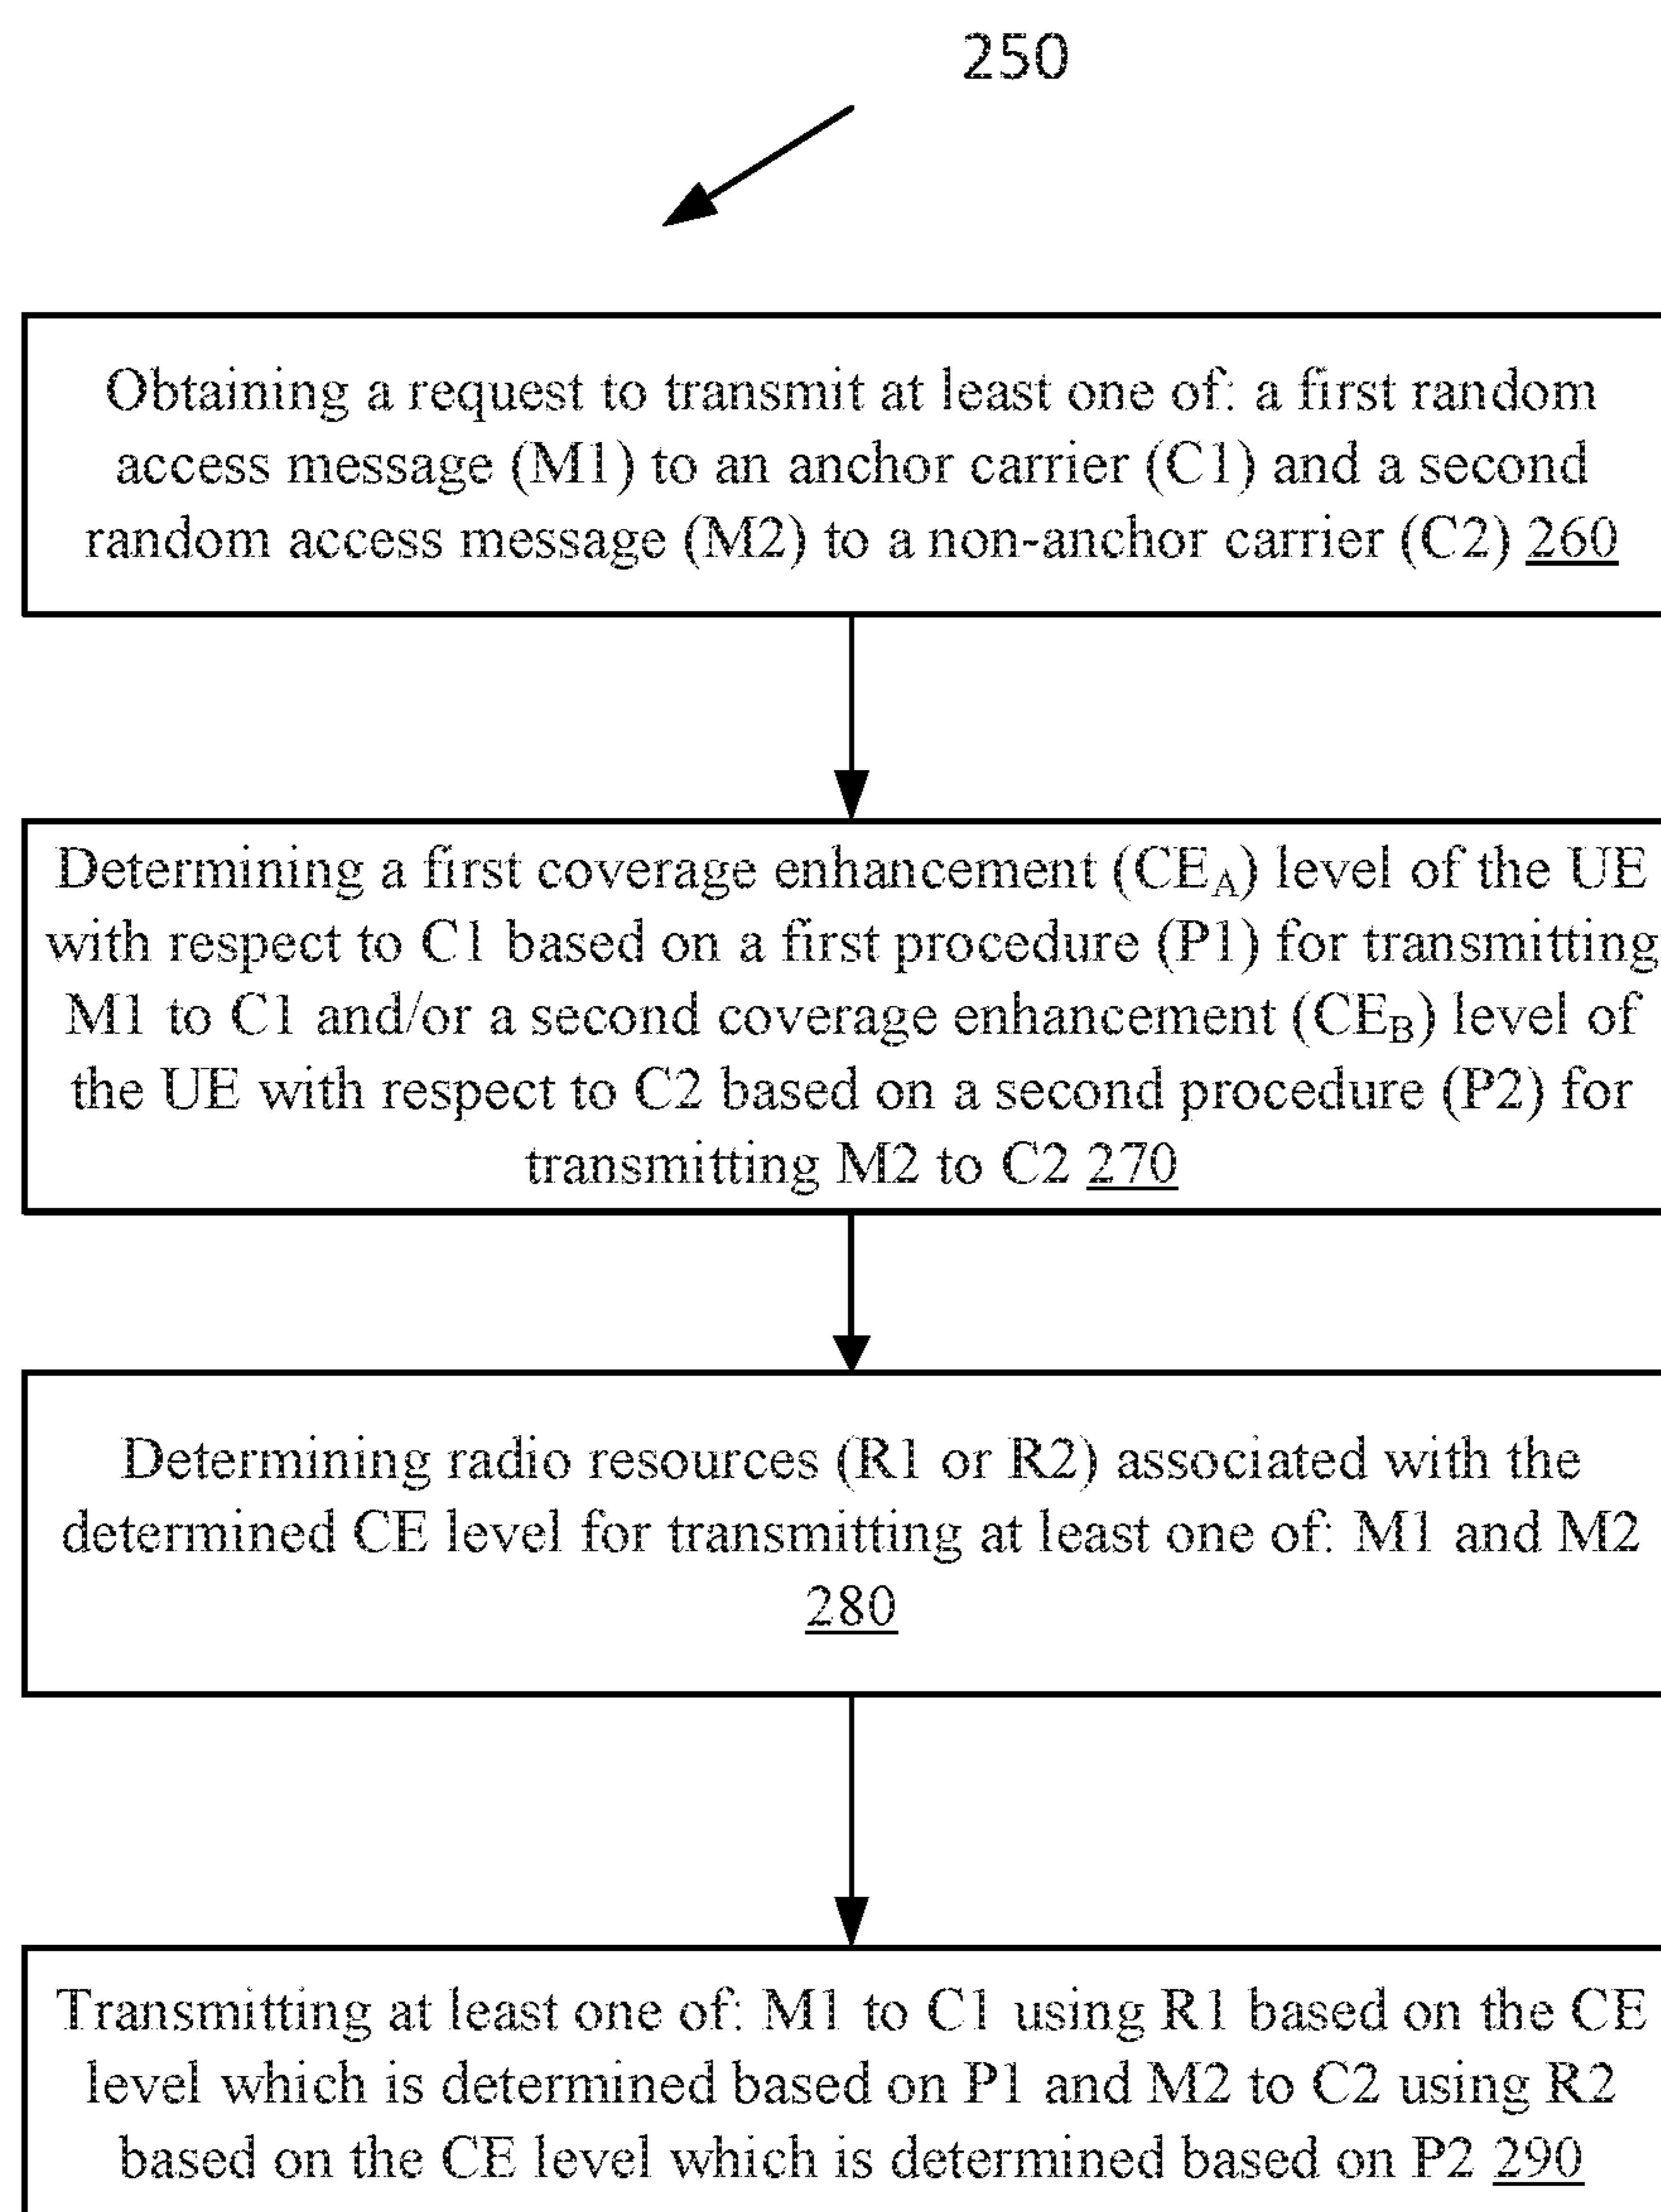 250
Obtaining a request to transmit at least one of: a first random
access message (M1) to an anchor carrier (C1) and a second
random access message (M2) to a non-anchor carrier (C2) 260
Determining a first coverage enhancement (CEA) level of the UE
with respect to C1 based on a first procedure (P1) for transmitting
M1 to C1 and/or a second coverage enhancement (CEB) level of
the UE with respect to C2 based on a second procedure (P2) for
transmitting M2 to C2 270
Determining radio resources (R1 or R2) associated with the
determined CE level for transmitting at least one of: M1 and M2
280
Transmitting at least one of: M1 to C1 using R1 based on the CE
level which is determined based on P1 and M2 to C2 using R2
based on the CE level which is determined based on P2 290